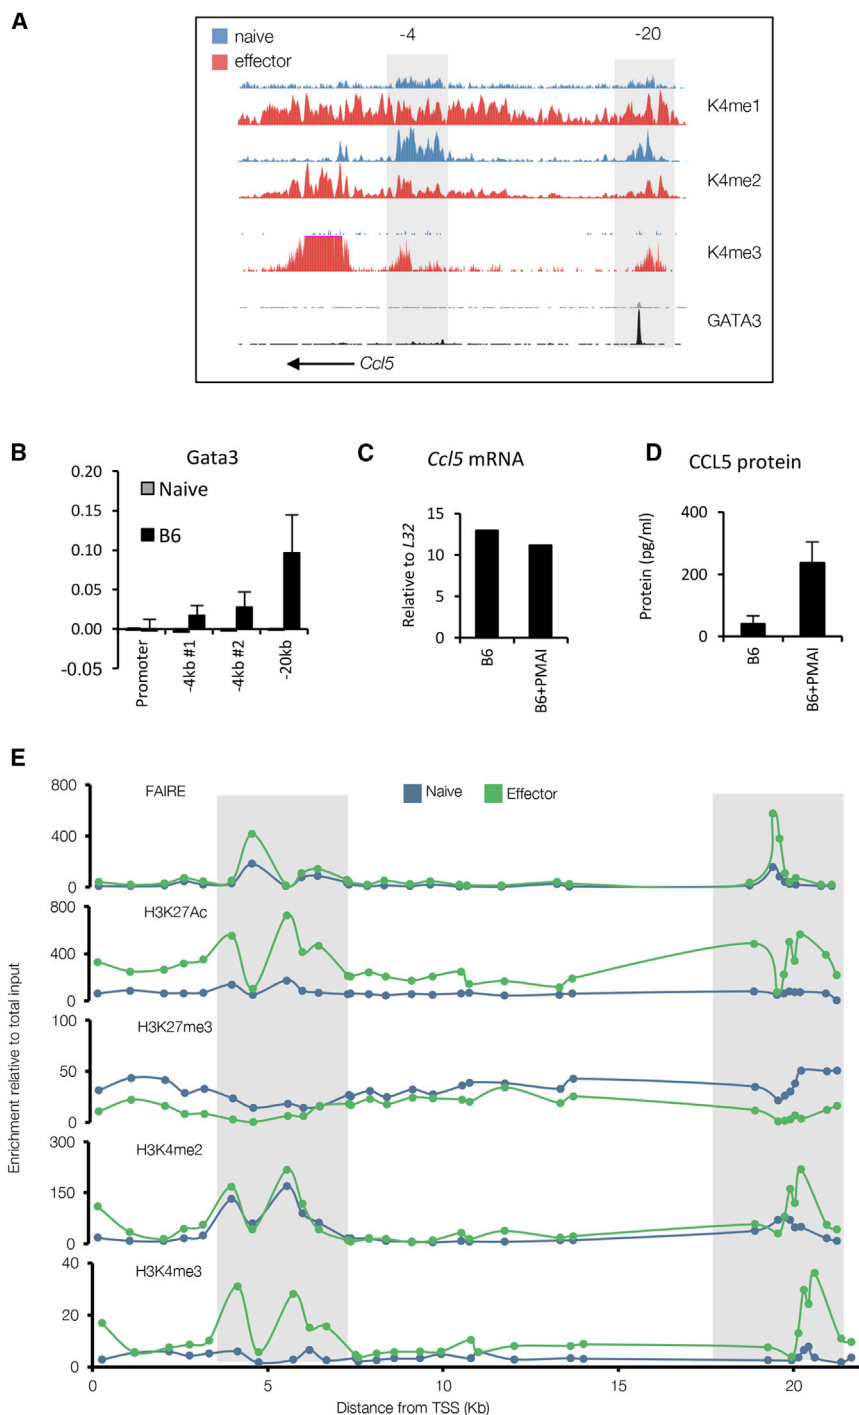 A
naive
effector
-4
-20
K4me1
K4me2
K4me3
GATA3
Ccl5
B
Gata3
0.20
0.15
0.10
0.05
0.00
-0.05
Naive
B6
Promoter
-4kb #1
-4kb #2
-20kb
C
Ccl5 mRNA
Relative to L32
15
10
5
0
B6
B6+PMAI
D
CCL5 protein
Protein (pg/ml)
400
200
0
B6
B6+PMAI
E
Enrichment relative to total input
Naive
Effector
FAIRE
800
400
0
H3K27Ac
800
400
0
H3K27me3
100
50
0
H3K4me2
300
150
0
H3K4me3
40
20
0
0
5
10
15
20
Distance from TSS (Kb)